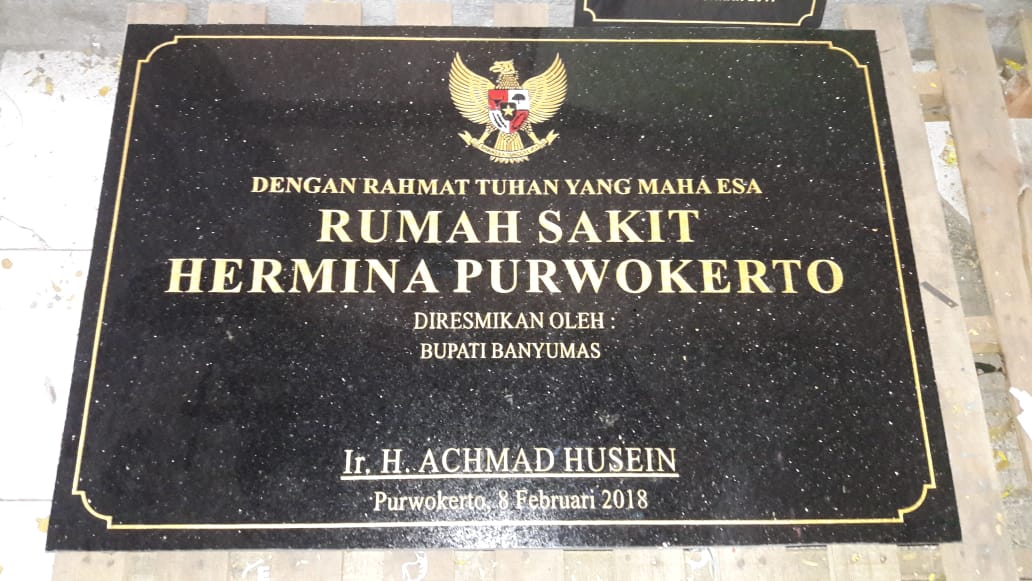 DENGAN RAHMAT TUHAN YANG MAHA ESA
RUMAH SAKIT
HERMINA PURWOKERTO
DIRESMIKAN OLEH :
BUPATI BANYUMAS
Ir. H. ACHMAD HUSEIN
Purwokerto, 8 Februari 2018